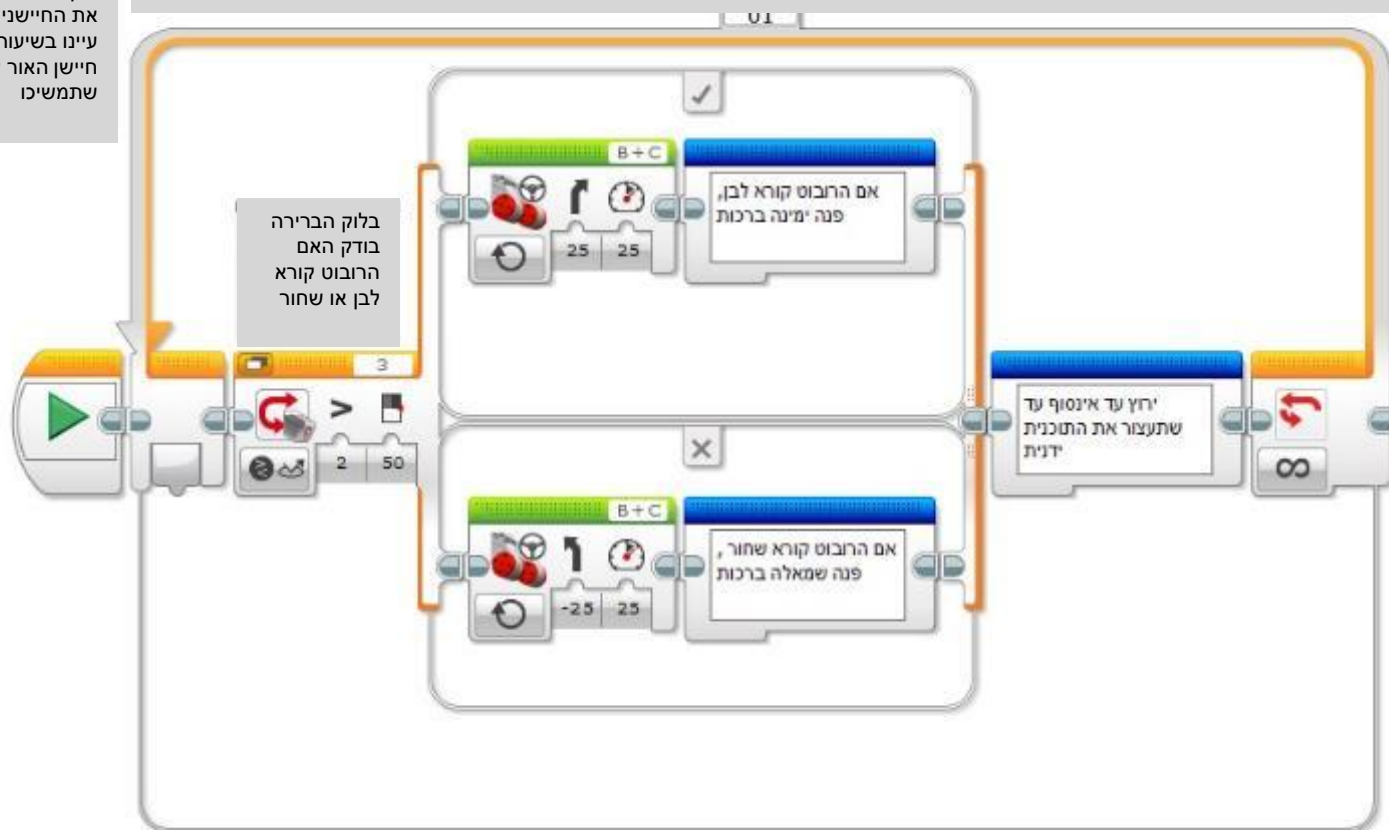 את החיישני
עיינו בשיעור
חיישן האור
שתמשיכו
01
B+C
אם הרובוט קורא לבן,
פנה ימינה ברכות
25 25
בלוק הברירה
בודק האם
הרובוט קורא
לבן או שחור
3
>
2 50
ירוץ עד אינסוף עד
שתעצור את התוכנית
ידנית
∞
B+C
אם הרובוט קורא שחור ,
פנה שמאלה ברכות
-25 25